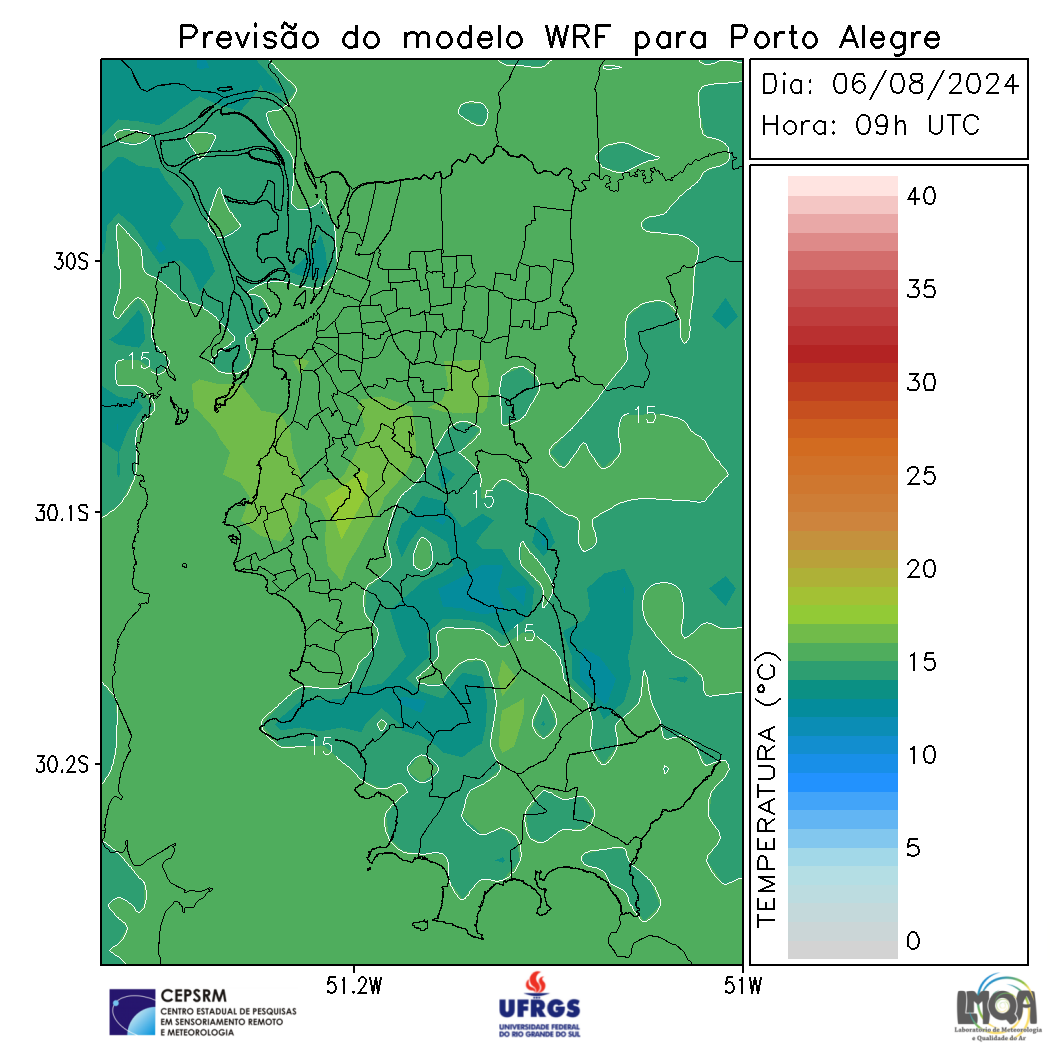 Previsão do modelo WRF para Porto Alegre
Dia: 06/08/2024
Hora: 09h UTC
30S
30.1S
30.2S
51.2W
51W
15
15
15
15
15
TEMPERATURA (°C)
40
35
30
25
20
15
10
5
0
CEPSRM
CENTRO ESTADUAL DE PESQUISAS
EM SENSORIAMENTO REMOTO
E METEOROLOGIA
UFRGS
UNIVERSIDADE FEDERAL
DO RIO GRANDE DO SUL
LMQA
Laboratório de Meteorologia
e Qualidade do Ar